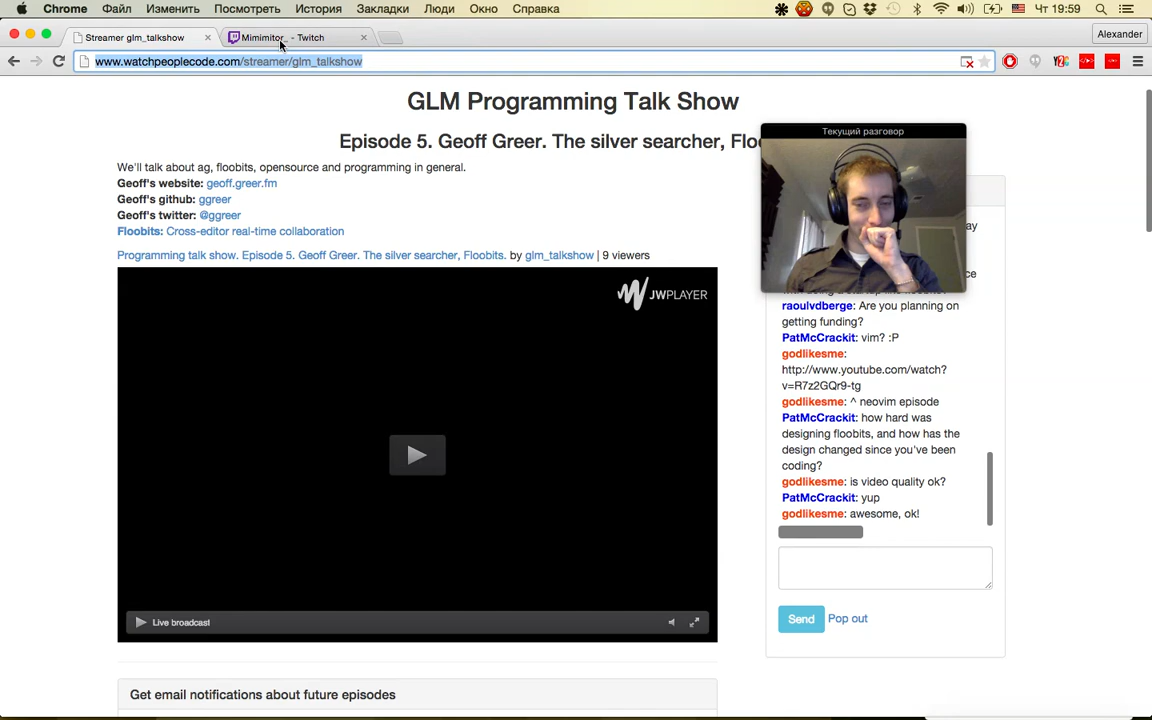 Chrome Файл Изменить Посмотреть История Закладки Люди Окно Справка Чт 19:59
Streamer glm_talkshow Mimimitor_ - Twitch Alexander
www.watchpeoplecode.com/streamer/glm_talkshow
GLM Programming Talk Show
Episode 5. Geoff Greer. The silver searcher,
Текущий разговор
We'll talk about ag, floobits, opensource and programming in general.
Geoff's website: geoff.greer.fm
Geoff's github: ggreer
Geoff's twitter: @ggreer
Floobits: Cross-editor real-time collaboration
Programming talk show. Episode 5. Geoff Greer. The silver searcher, Floobits. by glm_talkshow | 9 viewers
JWPLAYER
Live broadcast
raoulvdberge: Are you planning on
getting funding?
PatMcCrackit: vim? :P
godlikesme:
http://www.youtube.com/watch?
v=R7z2GQr9-tg
godlikesme: ^ neovim episode
PatMcCrackit: how hard was
designing floobits, and how has the
design changed since you've been
coding?
godlikesme: is video quality ok?
PatMcCrackit: yup
godlikesme: awesome, ok!
Send Pop out
Get email notifications about future episodes